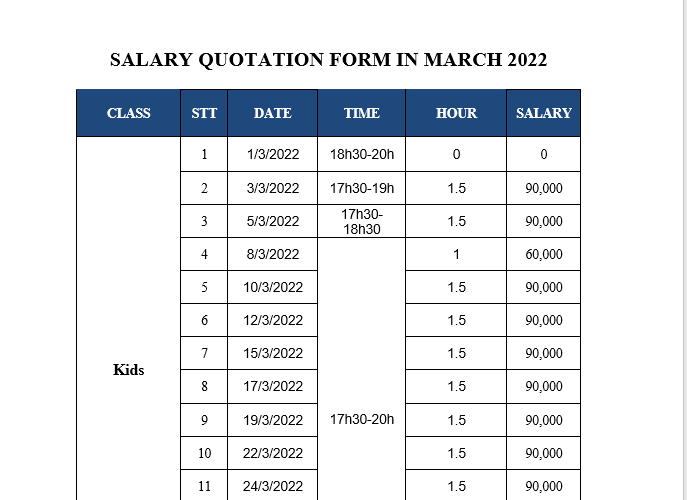 SALARY QUOTATION FORM IN MARCH 2022
CLASS STT DATE TIME HOUR SALARY
1 1/3/2022 18h30-20h 0 0
2 3/3/2022 17h30-19h 1.5 90,000
3 5/3/2022 17h30-
18h30 1.5 90,000
4 8/3/2022 1 60,000
5 10/3/2022 1.5 90,000
6 12/3/2022 1.5 90,000
7 15/3/2022 1.5 90,000
Kids
8 17/3/2022 1.5 90,000
9 19/3/2022 17h30-20h 1.5 90,000
10 22/3/2022 1.5 90,000
11 24/3/2022 1.5 90,000